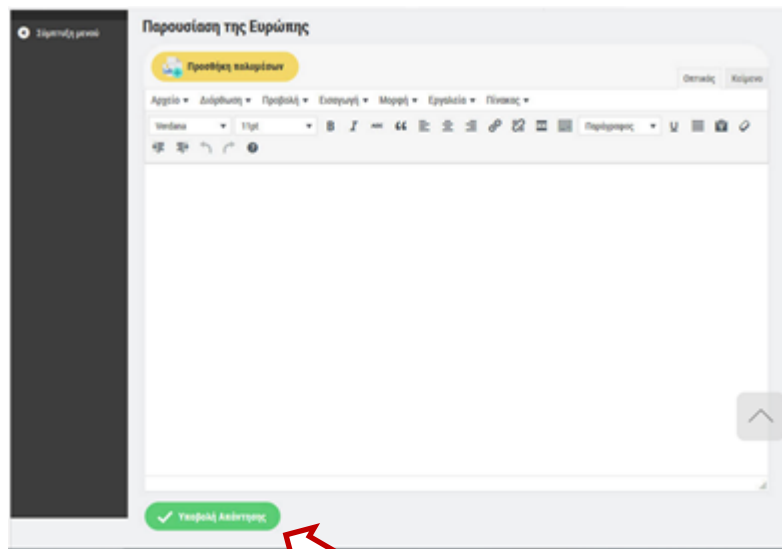 Σύμπτυξη μενού
Παρουσίαση της Ευρώπης
Προσθήκη πολυμέσων
Οπτικός Κείμενο
Αρχείο Διόρθωση Προβολή Εισαγωγή Μορφή Εργαλεία Πίνακας
Verdana 11pt B I ABC Παράγραφος U
Υποβολή Απάντησης